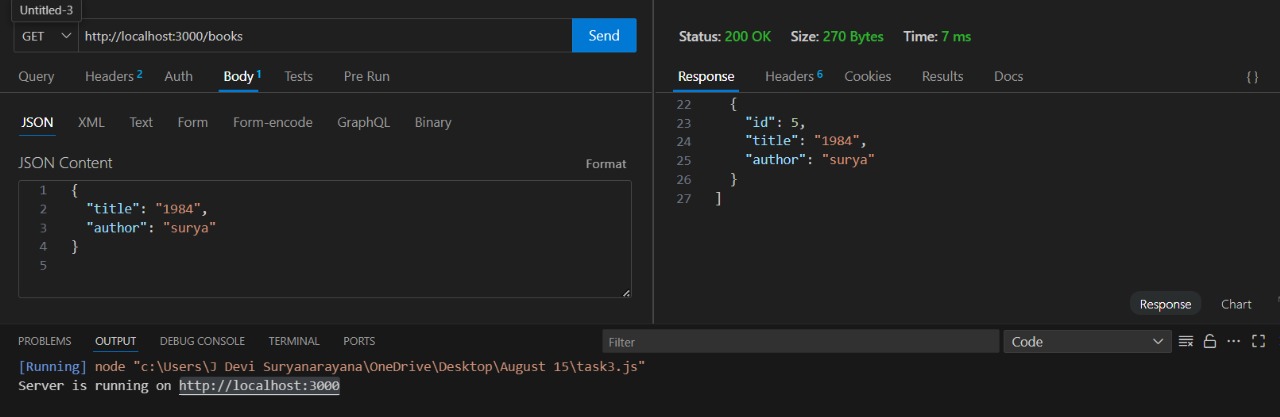 Untitled-3
GET http://localhost:3000/books Send
Query Headers 2 Auth Body 1 Tests Pre Run
JSON XML Text Form Form-encode GraphQL Binary
JSON Content Format
1 {
2 "title": "1984",
3 "author": "surya"
4 }
5
Status: 200 OK Size: 270 Bytes Time: 7 ms
Response Headers 6 Cookies Results Docs {}
22 {
23 "id": 5,
24 "title": "1984",
25 "author": "surya"
26 }
27 ]
Response Chart
PROBLEMS OUTPUT DEBUG CONSOLE TERMINAL PORTS Filter Code
[Running] node "c:\Users\J Devi Suryanarayana\OneDrive\Desktop\August 15\task3.js"
Server is running on http://localhost:3000